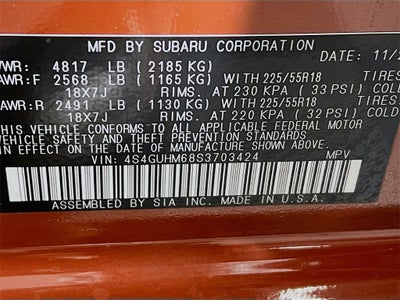 MFD BY SUBARU CORPORATION DATE: 11/2
VWR: 4817 LB (2185 KG)
AWR:F 2568 LB (1165 KG) WITH 225/55R18 TIRES
18X7J RIMS. AT 230 KPA ( 33 PSI) COLD
AWR:R 2491 LB (1130 KG) WITH 225/55R18 TIRES
18X7J RIMS. AT 220 KPA ( 32 PSI) COLD
THIS VEHICLE CONFORMS TO ALL APPLICABLE FEDERAL MOTOR
VEHICLE SAFETY AND THEFT PREVENTION STANDARDS IN EFFECT
ON THE DATE OF MANUFACTURE SHOWN ABOVE.
VIN: 4S4GUHM68S3703424 MPV
ASSEMBLED BY SIA INC. MADE IN U.S.A.